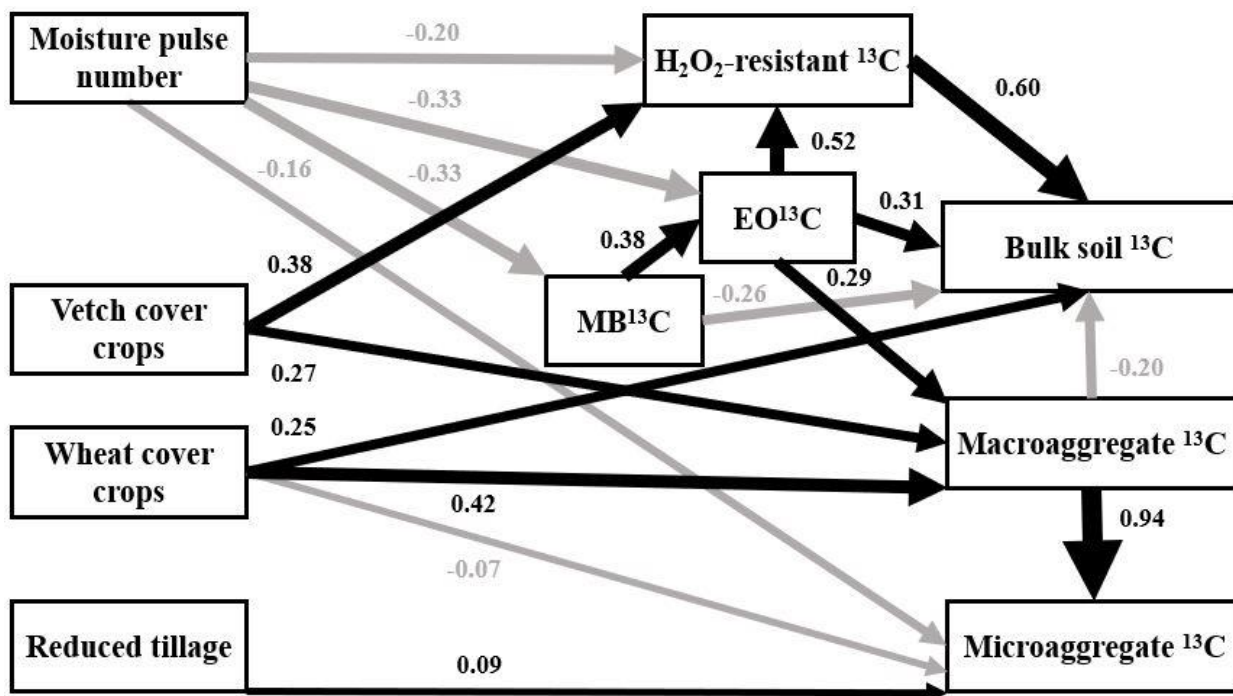 Moisture pulse
number
-0.20
H₂O₂-resistant ¹³C
0.60
-0.33
-0.16
-0.33
0.52
EO¹³C
0.31
0.38
0.38
Bulk soil ¹³C
0.29
-0.26
MB¹³C
Vetch cover
crops
0.27
-0.20
0.25
Wheat cover
crops
Macroaggregate ¹³C
0.42
0.94
-0.07
Reduced tillage
0.09
Microaggregate ¹³C